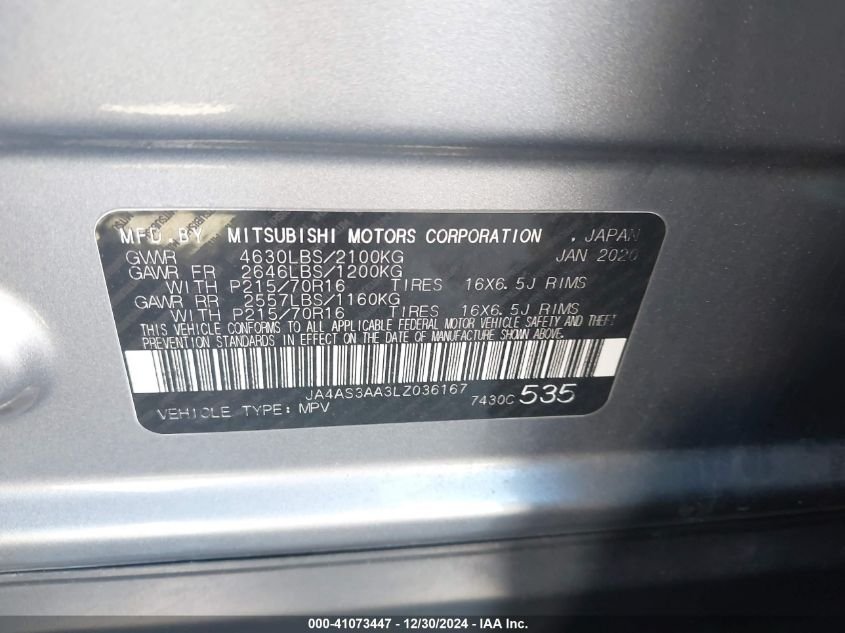 MFD.BY MITSUBISHI MOTORS CORPORATION . JAPAN
GVWR 4630LBS/2100KG JAN 2020
GAWR FR 2646LBS/1200KG
WITH P215/70R16 TIRES 16X6.5J RIMS
GAWR RR 2557LBS/1160KG
WITH P215/70R16 TIRES 16X6.5J RIMS
THIS VEHICLE CONFORMS TO ALL APPLICABLE FEDERAL MOTOR VEHICLE SAFETY AND THEFT
PREVENTION STANDARDS IN EFFECT ON THE DATE OF MANUFACTURE SHOWN ABOVE.
JA4AS3AA3LZ036167
VEHICLE TYPE: MPV 7430C 535
000-41073447 - 12/30/2024 - IAA Inc.